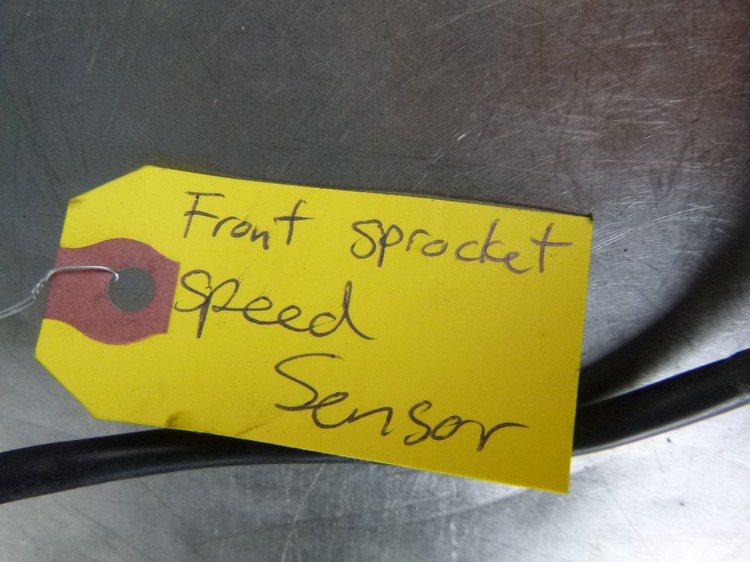 Front sprocket
speed
Sensor